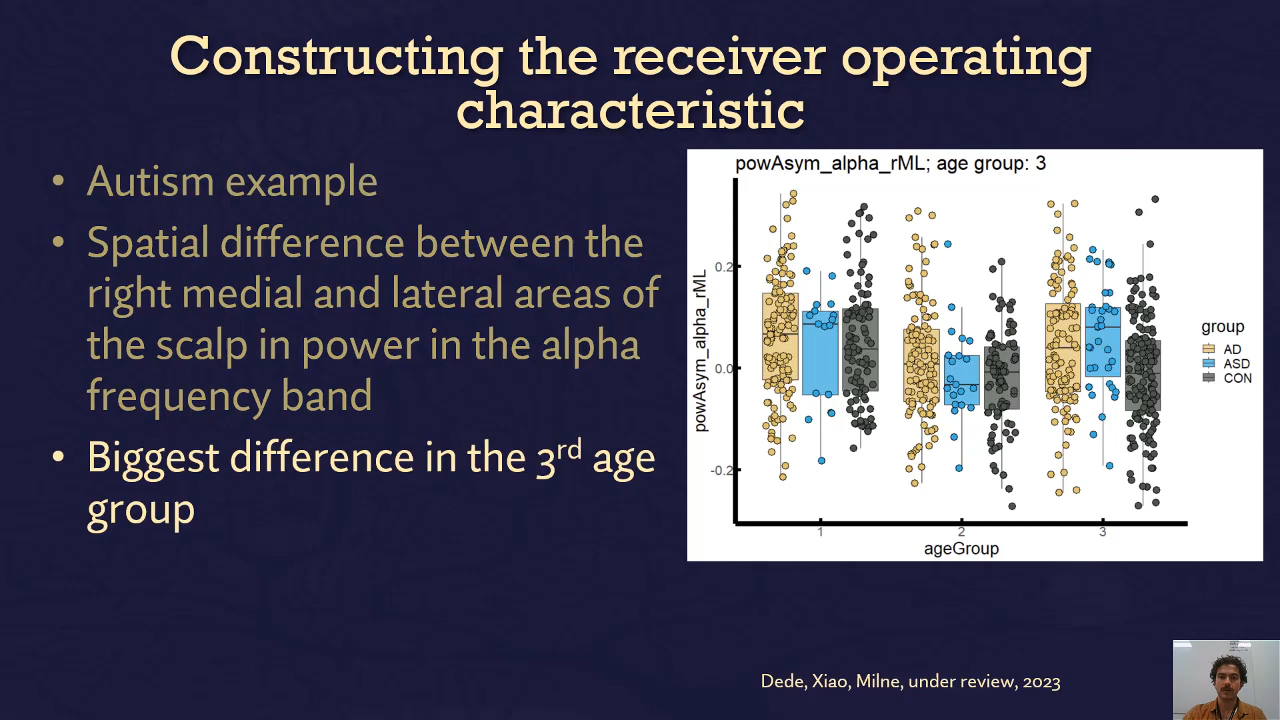 Constructing the receiver operating
characteristic
• Autism example
• Spatial difference between the
right medial and lateral areas of
the scalp in power in the alpha
frequency band
• Biggest difference in the 3rd age
group
powAsym_alpha_rML; age group: 3
powAsym_alpha_rML
0.2
0.0
-0.2
1 2 3
ageGroup
group
AD
ASD
CON
Dede, Xiao, Milne, under review, 2023